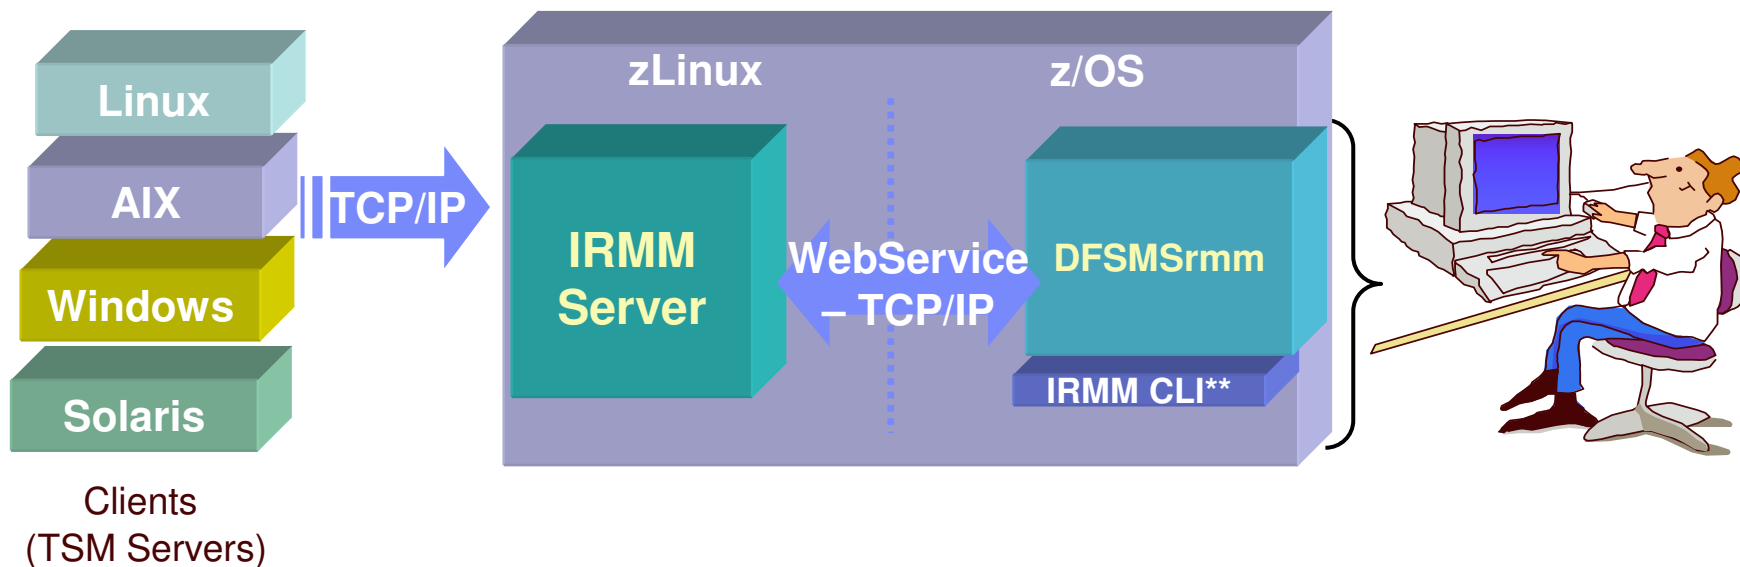 Linux
AIX
Windows
Solaris
Clients
(TSM Servers)
TCP/IP
zLinux
z/OS
IRMM
Server
WebService
– TCP/IP
DFSMSrmm
IRMM CLI**